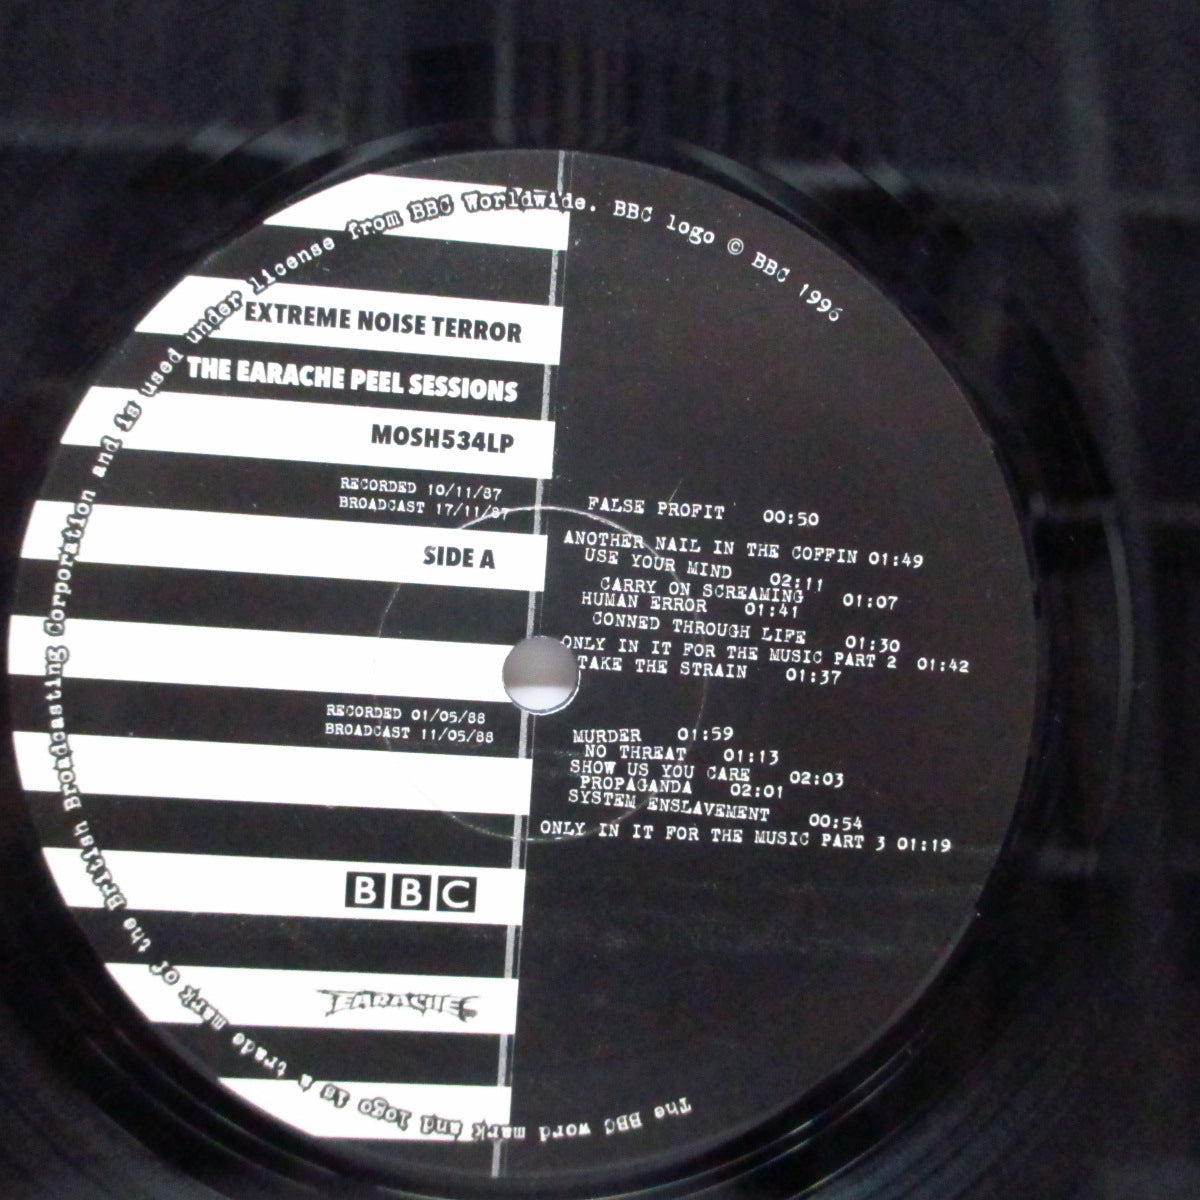 The BBC word mark and logo is a trade mark of the British Broadcasting Corporation and is used under license from BBC Worldwide. BBC logo © BBC 1996
EXTREME NOISE TERROR
THE EARACHE PEEL SESSIONS
MOSH534LP
RECORDED 10/11/87
BROADCAST 17/11/87
SIDE A
FALSE PROFIT 00:50
ANOTHER NAIL IN THE COFFIN 01:49
USE YOUR MIND 02:11
CARRY ON SCREAMING 01:07
HUMAN ERROR 01:41
CONNED THROUGH LIFE 01:30
ONLY IN IT FOR THE MUSIC PART 2 01:42
TAKE THE STRAIN 01:37
RECORDED 01/05/88
BROADCAST 11/05/88
MURDER 01:59
NO THREAT 01:13
SHOW US YOU CARE 02:03
PROPAGANDA 02:01
SYSTEM ENSLAVEMENT 00:54
ONLY IN IT FOR THE MUSIC PART 3 01:19
BBC
EARACHE